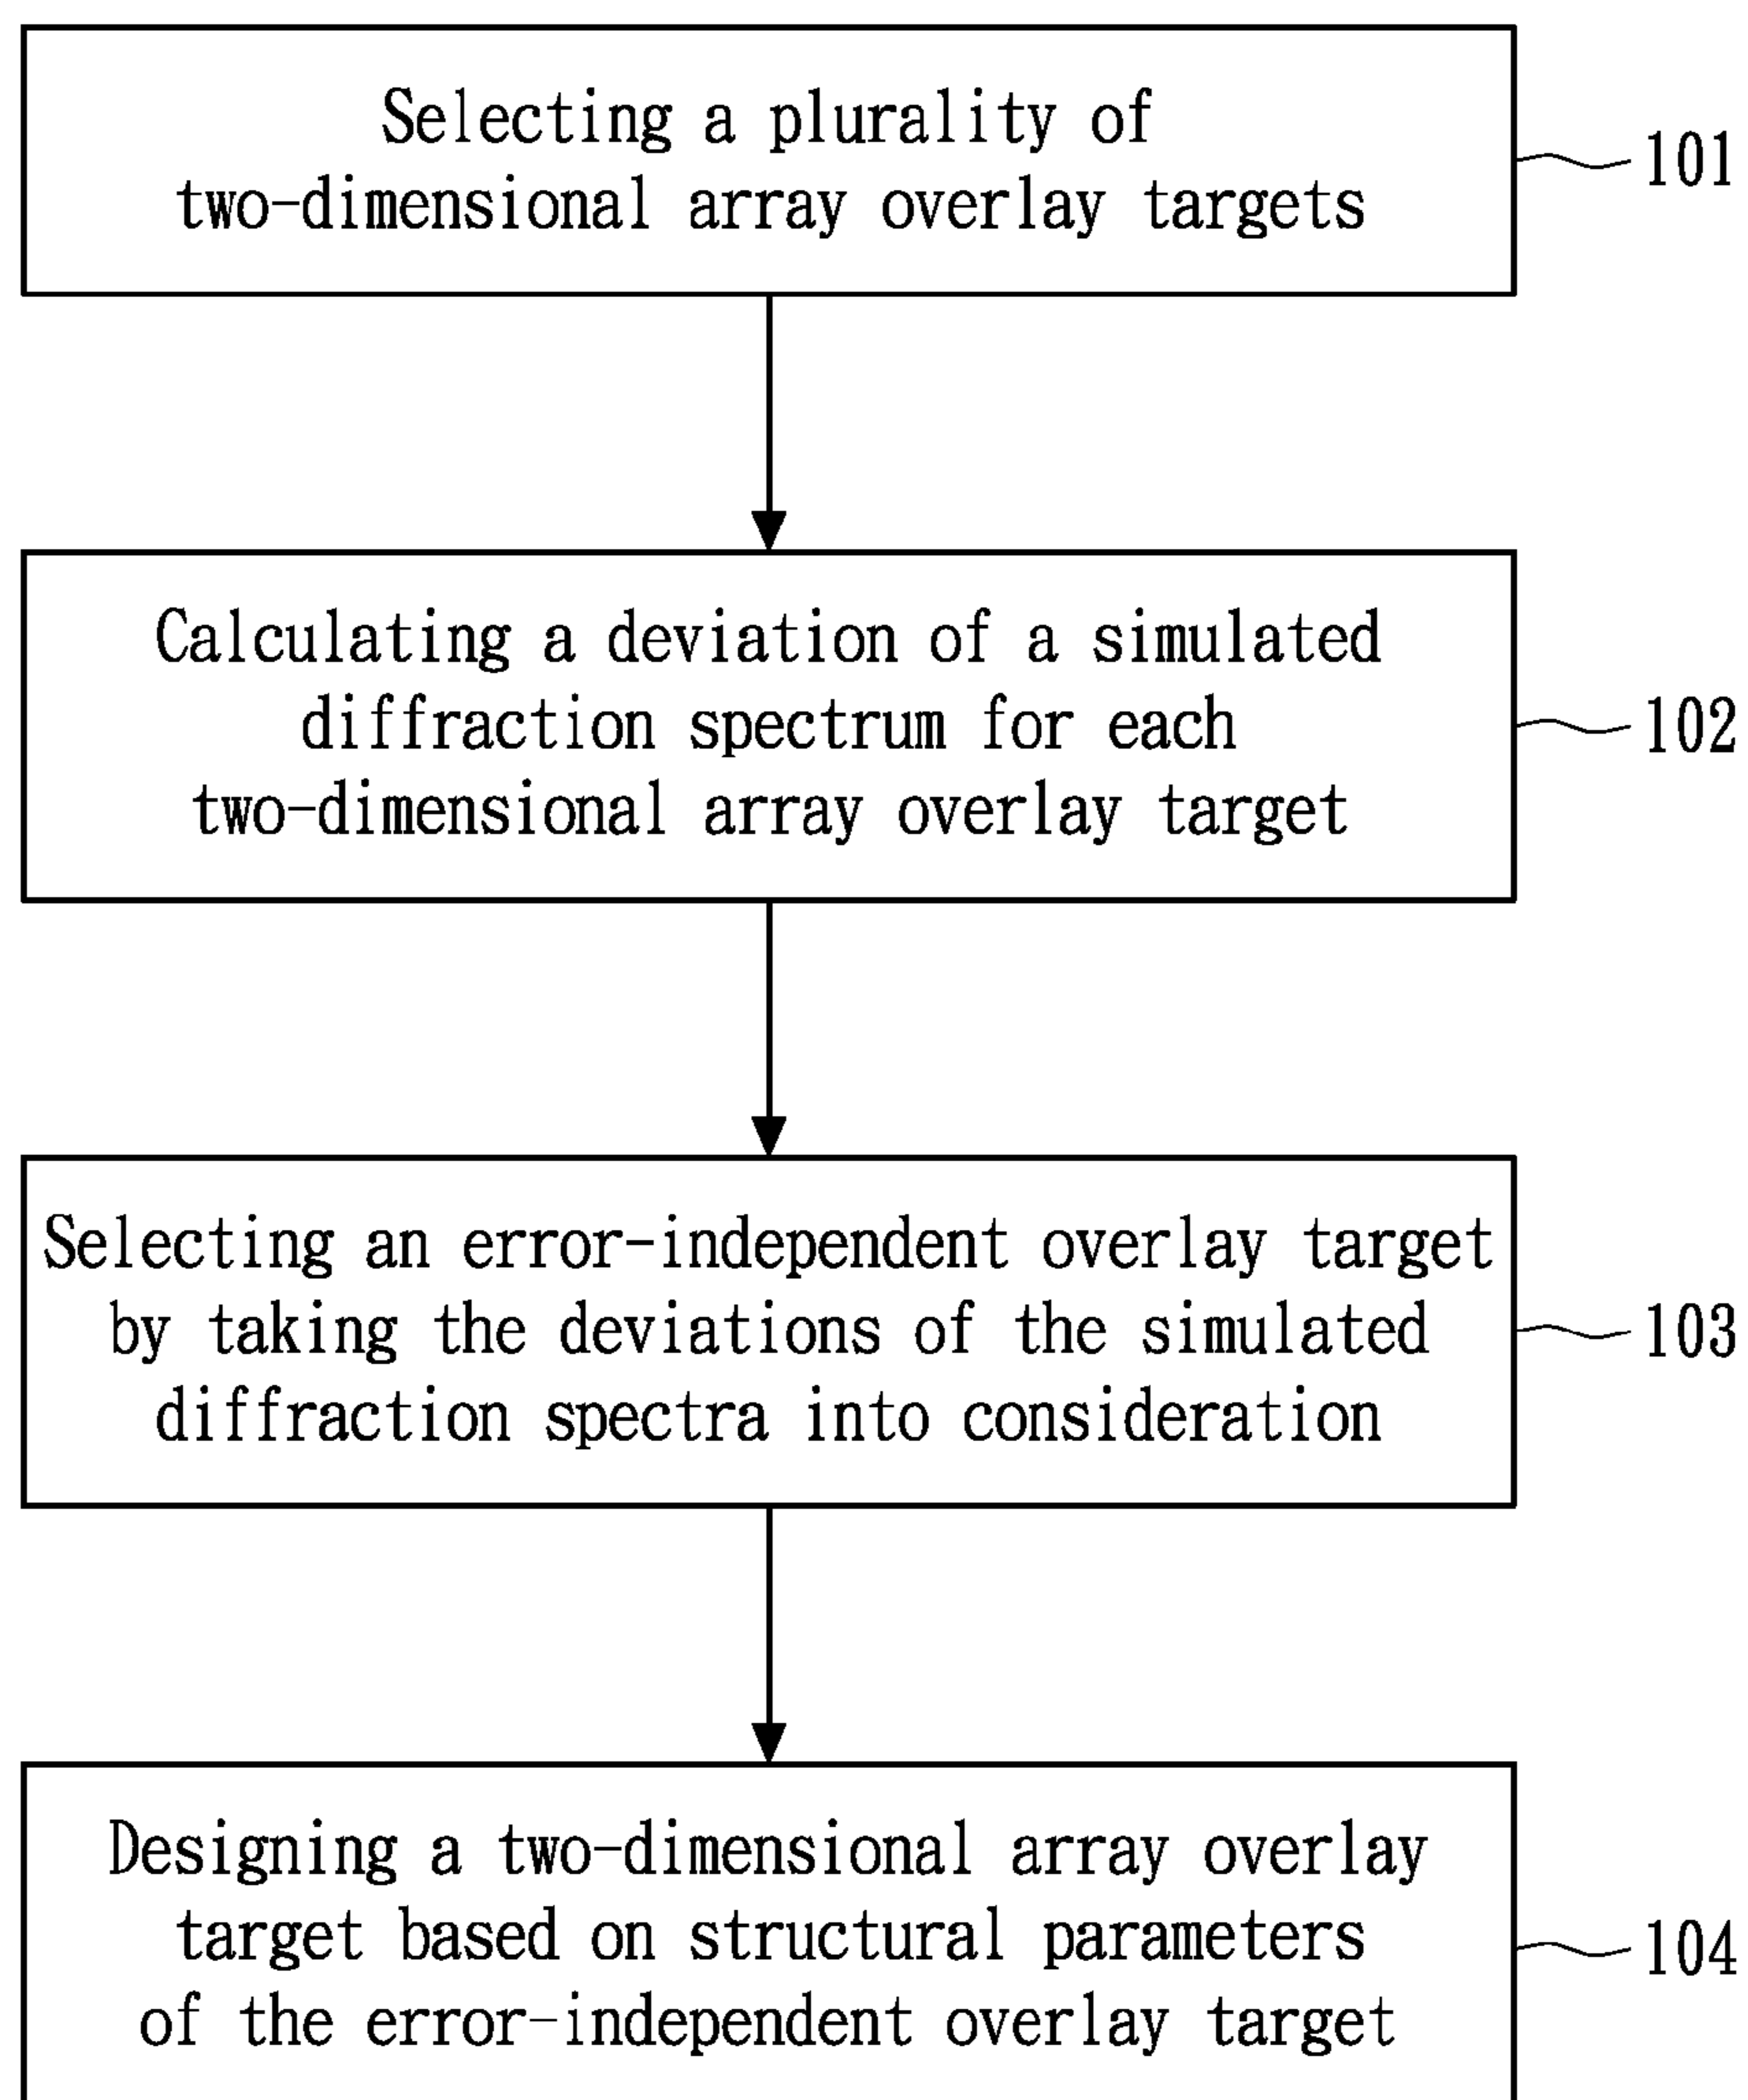 Selecting a plurality of
two-dimensional array overlay targets
101
Calculating a deviation of a simulated
diffraction spectrum for each
two-dimensional array overlay target
102
Selecting an error-independent overlay target
by taking the deviations of the simulated
diffraction spectra into consideration
103
Designing a two-dimensional array overlay
target based on structural parameters
of the error-independent overlay target
104